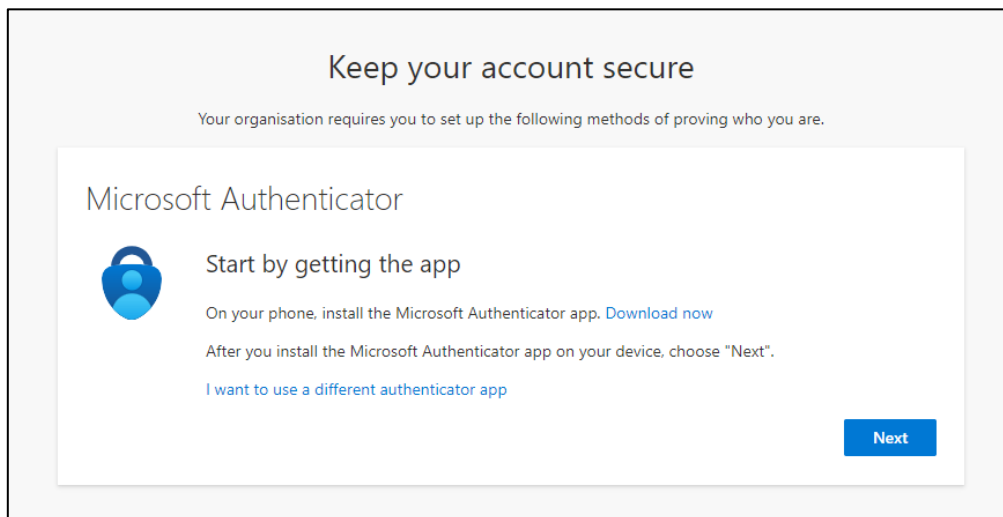 Keep your account secure
Your organisation requires you to set up the following methods of proving who you are.
Microsoft Authenticator
Start by getting the app
On your phone, install the Microsoft Authenticator app. Download now
After you install the Microsoft Authenticator app on your device, choose "Next".
I want to use a different authenticator app
Next